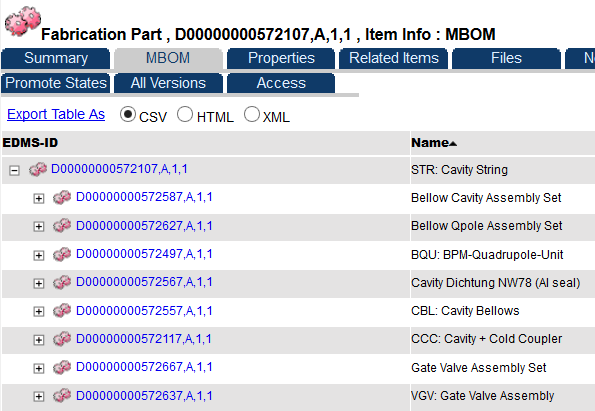 Fabrication Part , D00000000572107,A,1,1 , Item Info : MBOM
Summary MBOM Properties Related Items Files
Promote States All Versions Access
Export Table As CSV HTML XML
EDMS-ID Name
D00000000572107,A,1,1 STR: Cavity String
D00000000572587,A,1,1 Bellow Cavity Assembly Set
D00000000572627,A,1,1 Bellow Qpole Assembly Set
D00000000572497,A,1,1 BQU: BPM-Quadrupole-Unit
D00000000572567,A,1,1 Cavity Dichtung NW78 (Al seal)
D00000000572557,A,1,1 CBL: Cavity Bellows
D00000000572117,A,1,1 CCC: Cavity + Cold Coupler
D00000000572667,A,1,1 Gate Valve Assembly Set
D00000000572637,A,1,1 VGV: Gate Valve Assembly